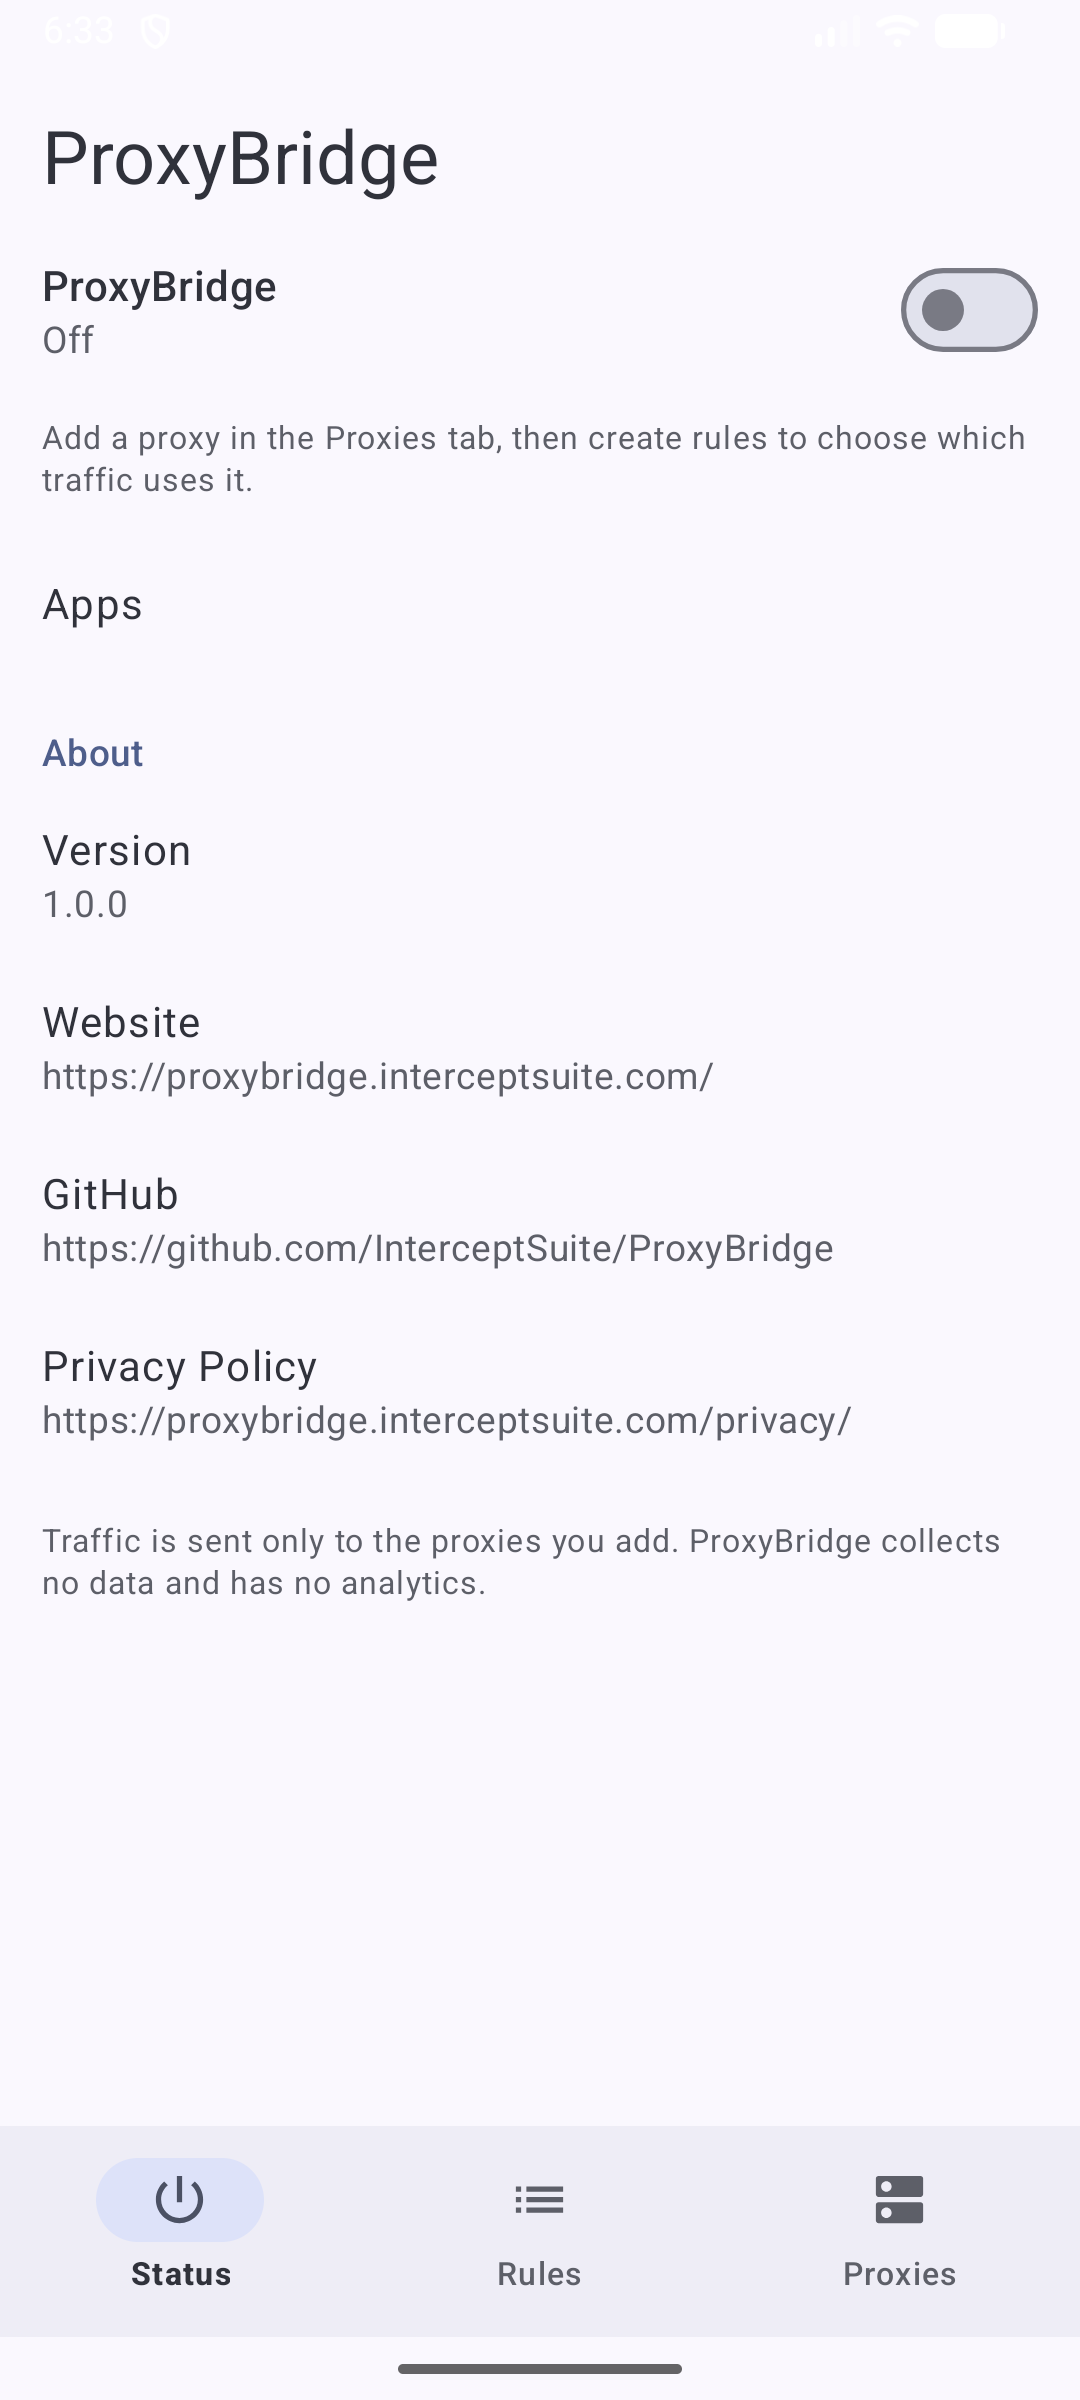 6:33
ProxyBridge
ProxyBridge
Off
Add a proxy in the Proxies tab, then create rules to choose which
traffic uses it.
Apps
About
Version
1.0.0
Website
https://proxybridge.interceptsuite.com/
GitHub
https://github.com/InterceptSuite/ProxyBridge
Privacy Policy
https://proxybridge.interceptsuite.com/privacy/
Traffic is sent only to the proxies you add. ProxyBridge collects
no data and has no analytics.
Status
Rules
Proxies